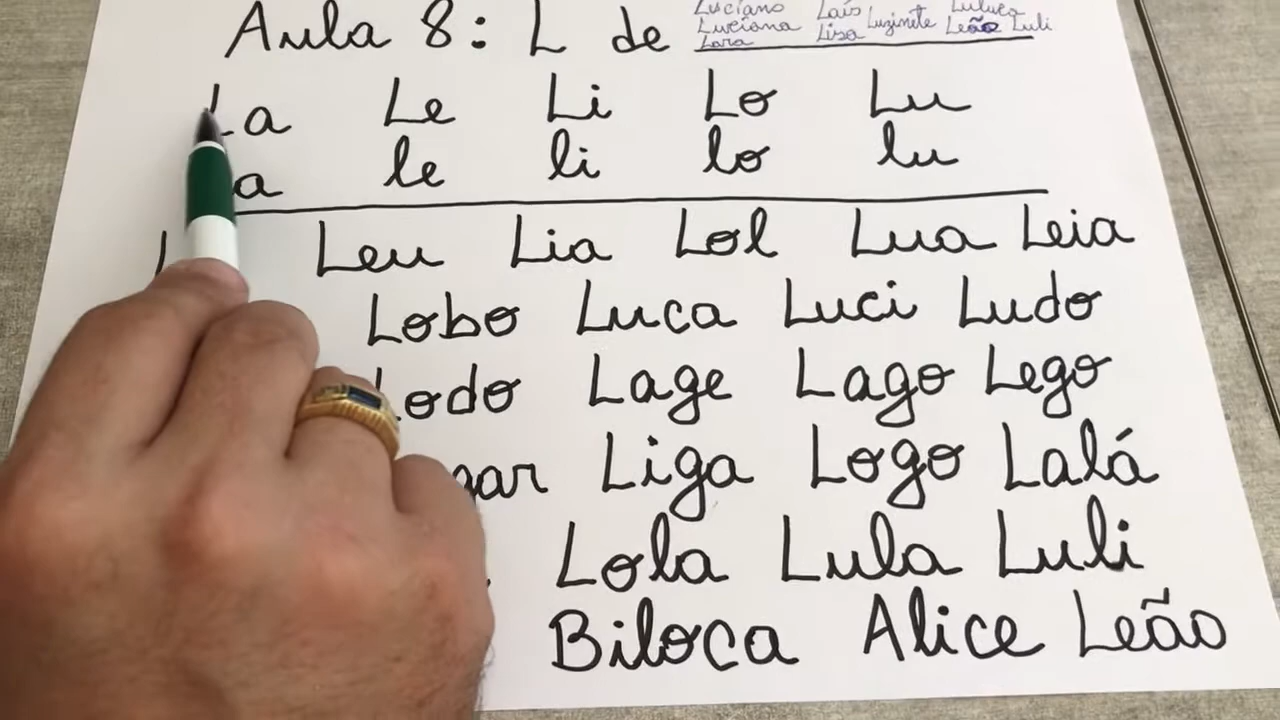 Luciano Laís Luluca
Aula 8: L de Luciana Lisa Luzinete Leão Luli
Lara
La Le Li Lo Lu
a le li lo lu
Leu Lia Lol Lua Leia
Lobo Luca Luci Ludo
Lodo Lage Lago Lego
Liga Logo Lalá
Lola Lula Luli
Biloca Alice Leão